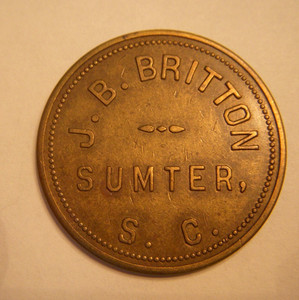 J. B. BRITTON
SUMTER,
S. C.